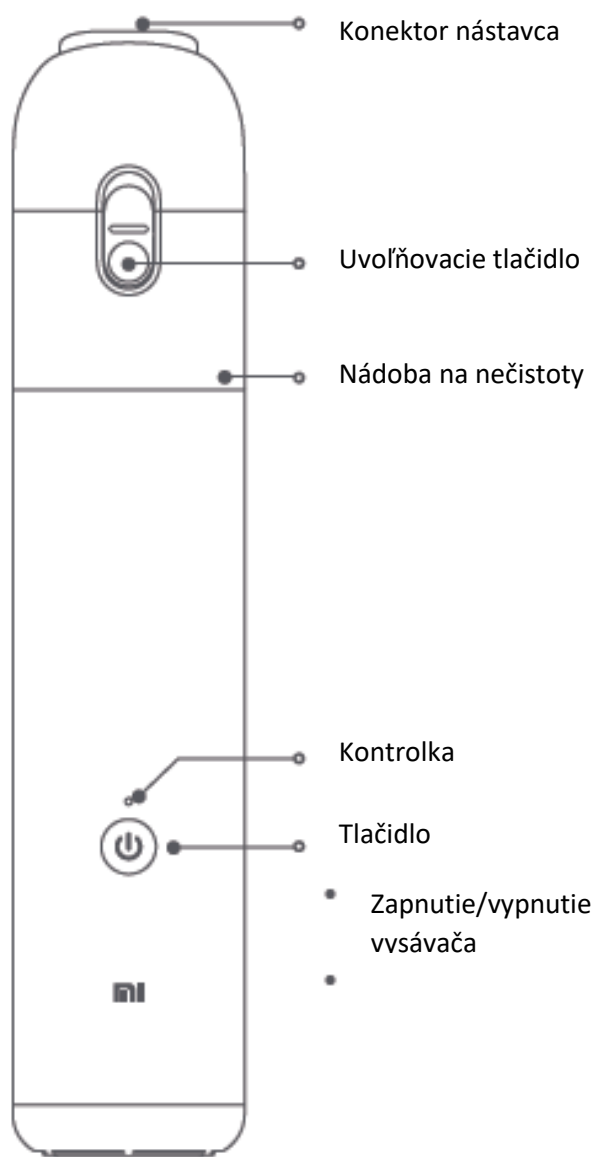 Konektor nástavca
Uvoľňovacie tlačidlo
Nádoba na nečistoty
Kontrolka
Tlačidlo
• Zapnutie/vypnutie
vysávača
•
mi